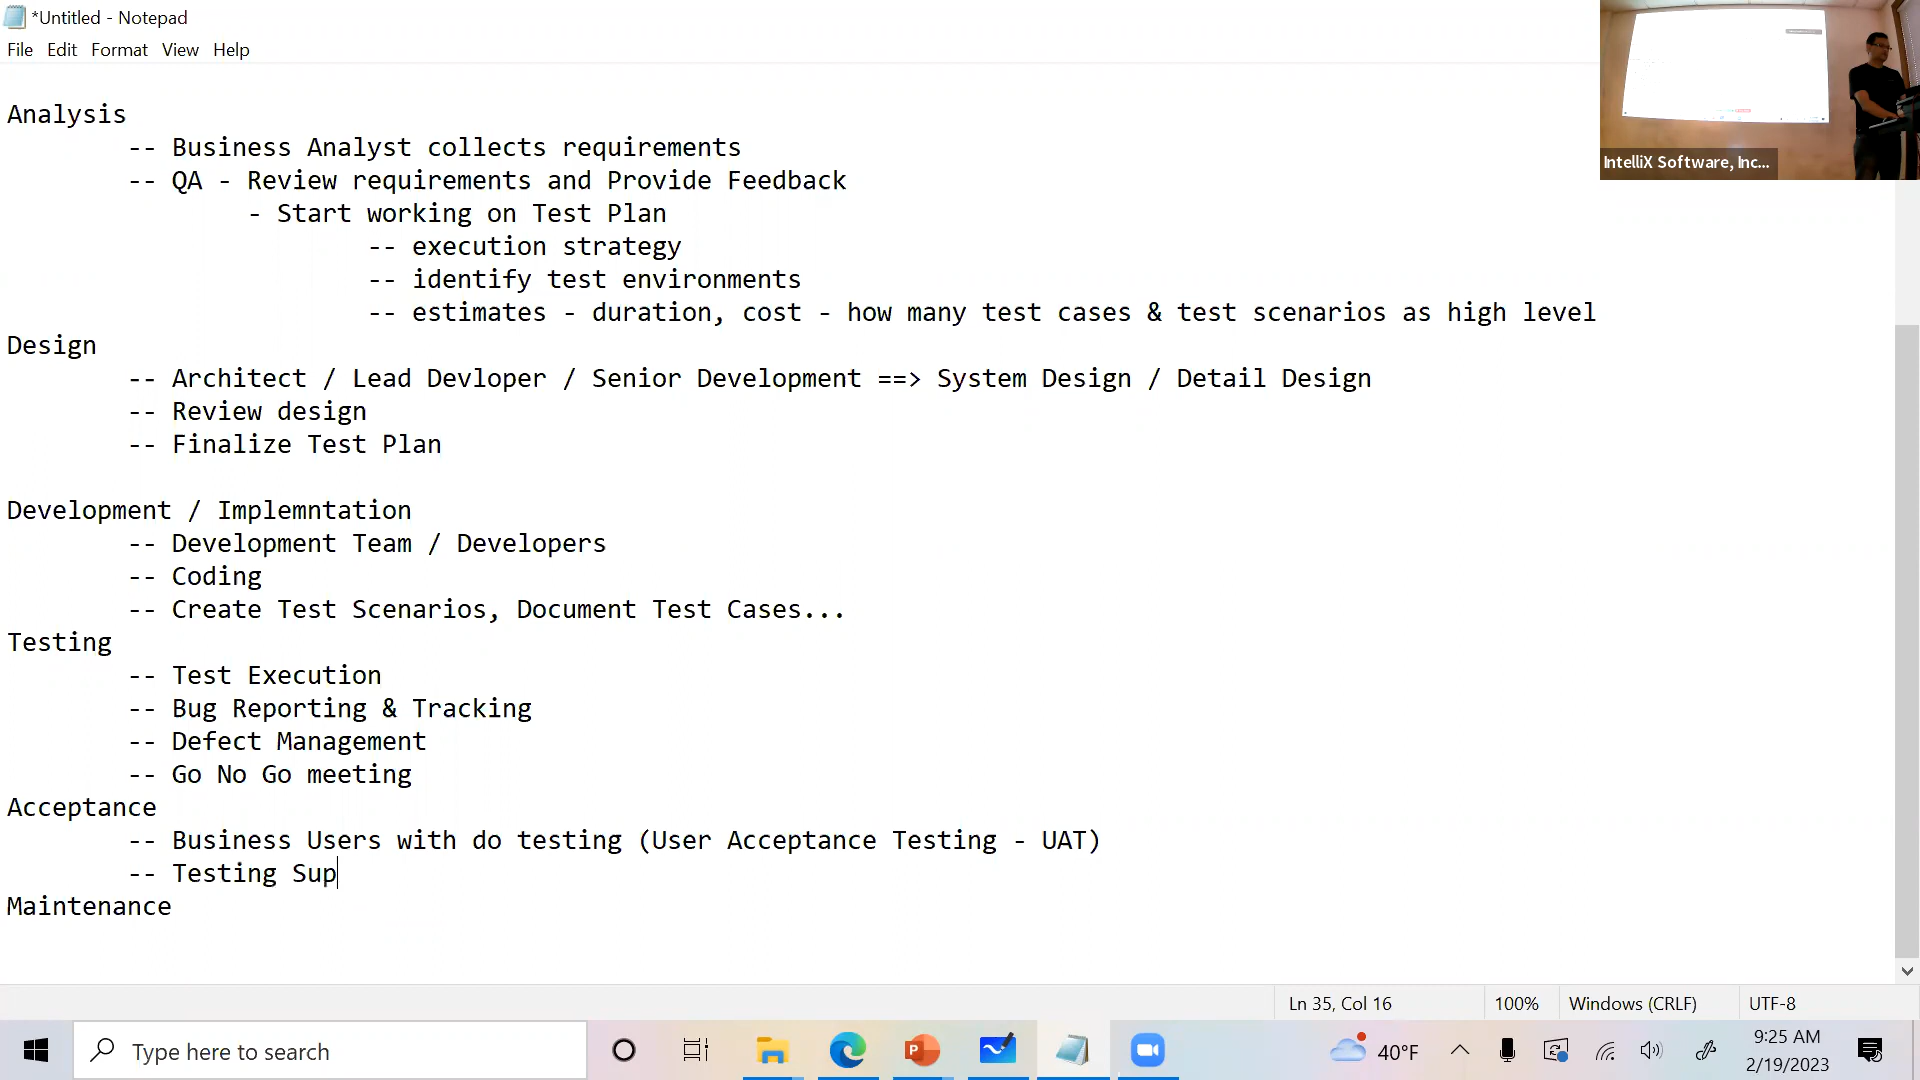 *Untitled - Notepad
File Edit Format View Help
Analysis
-- Business Analyst collects requirements
-- QA - Review requirements and Provide Feedback
- Start working on Test Plan
-- execution strategy
-- identify test environments
-- estimates - duration, cost - how many test cases & test scenarios as high level
Design
-- Architect / Lead Devloper / Senior Development ==> System Design / Detail Design
-- Review design
-- Finalize Test Plan
Development / Implemntation
-- Development Team / Developers
-- Coding
-- Create Test Scenarios, Document Test Cases...
Testing
-- Test Execution
-- Bug Reporting & Tracking
-- Defect Management
-- Go No Go meeting
Acceptance
-- Business Users with do testing (User Acceptance Testing - UAT)
-- Testing Sup
Maintenance
IntelliX Software, Inc...
Ln 35, Col 16
100%
Windows (CRLF)
UTF-8
Type here to search
40°F
9:25 AM
2/19/2023